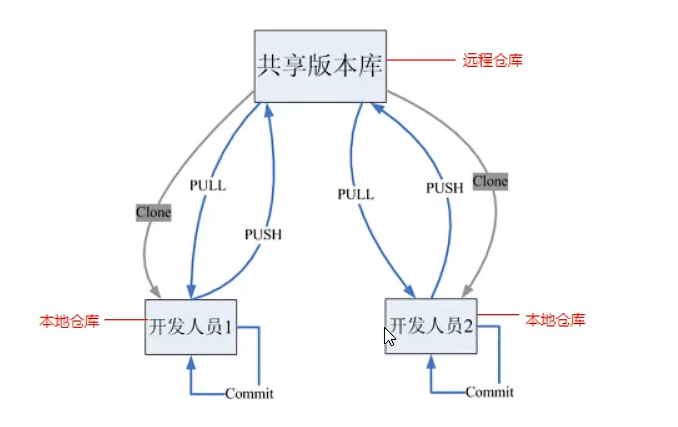 共享版本库
远程仓库
PULL
PUSH
Clone
PULL
PUSH
Clone
本地仓库
开发人员1
开发人员2
本地仓库
Commit
Commit